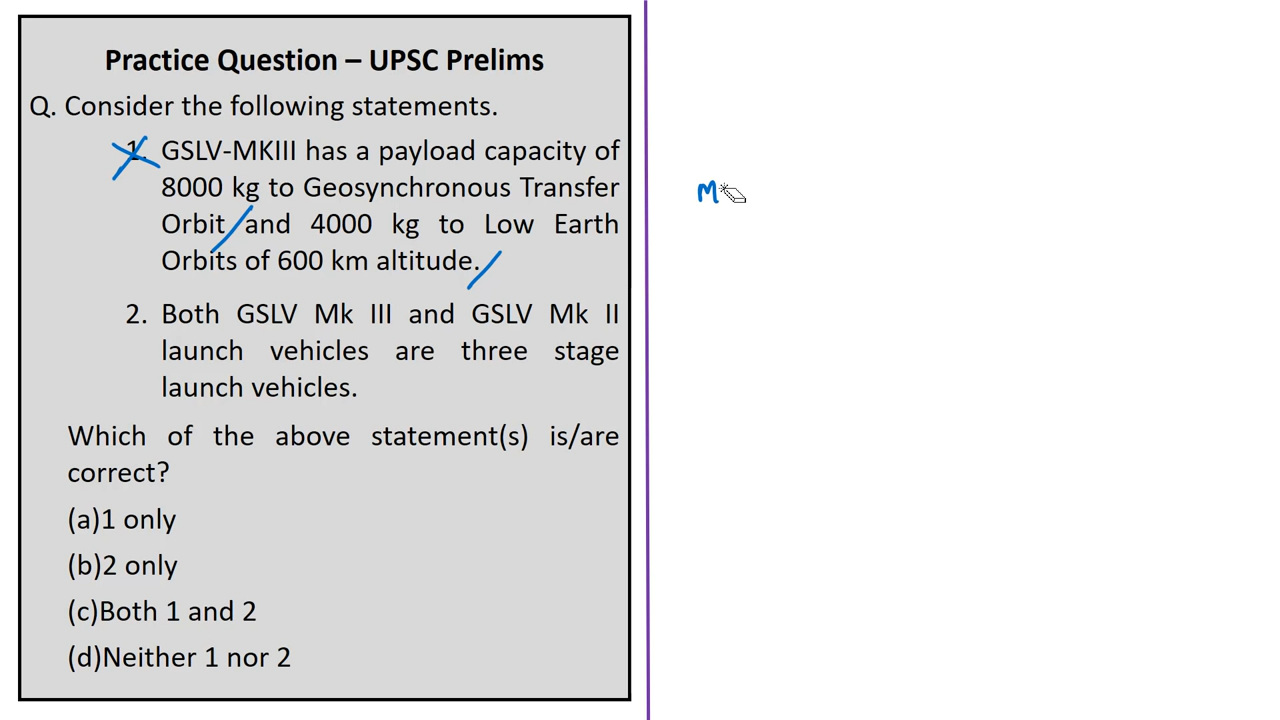 Practice Question – UPSC Prelims
Q. Consider the following statements.
1. GSLV-MKIII has a payload capacity of
8000 kg to Geosynchronous Transfer
Orbit and 4000 kg to Low Earth
Orbits of 600 km altitude.
2. Both GSLV Mk III and GSLV Mk II
launch vehicles are three stage
launch vehicles.
Which of the above statement(s) is/are
correct?
(a)1 only
(b)2 only
(c)Both 1 and 2
(d)Neither 1 nor 2
M